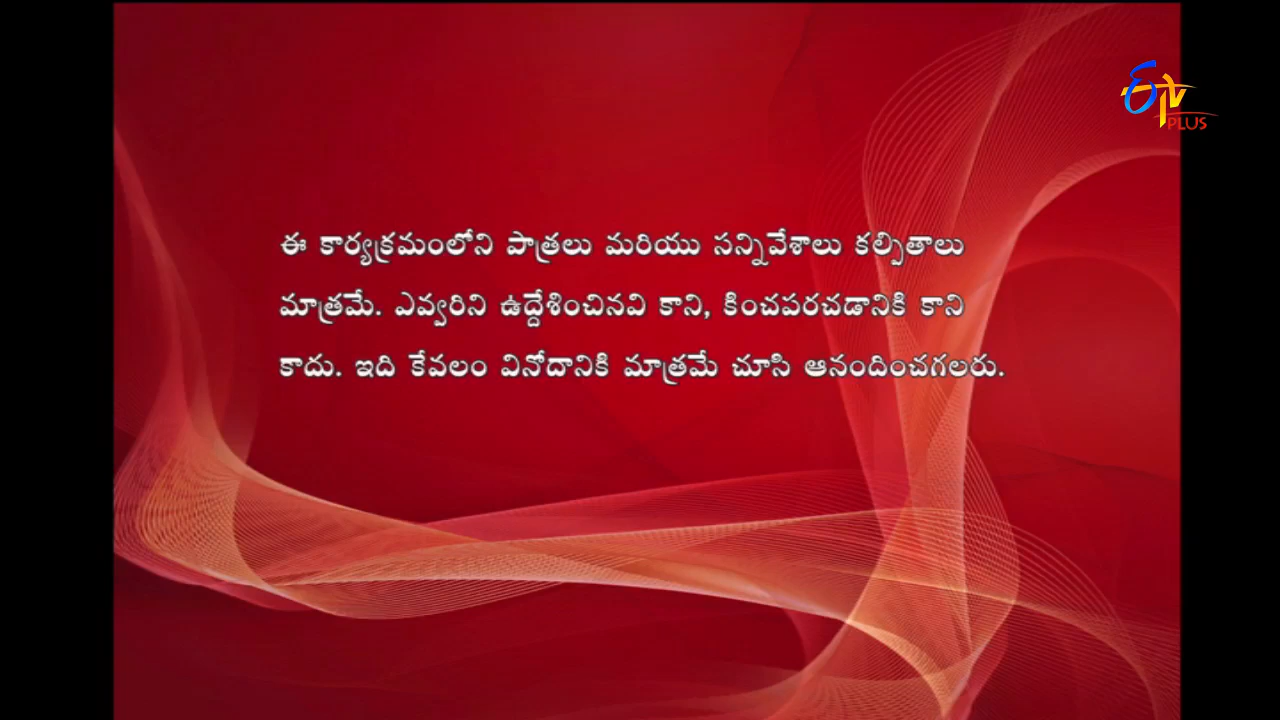 ETV
PLUS
ఈ కార్యక్రమంలోని పాత్రలు మరియు సన్నివేశాలు కల్పితాలు
మాత్రమే. ఎవ్వరిని ఉద్దేశించినవి కాని, కించపరచడానికి కాని
కాదు. ఇది కేవలం వినోదానికి మాత్రమే చూసి ఆనందించగలరు.